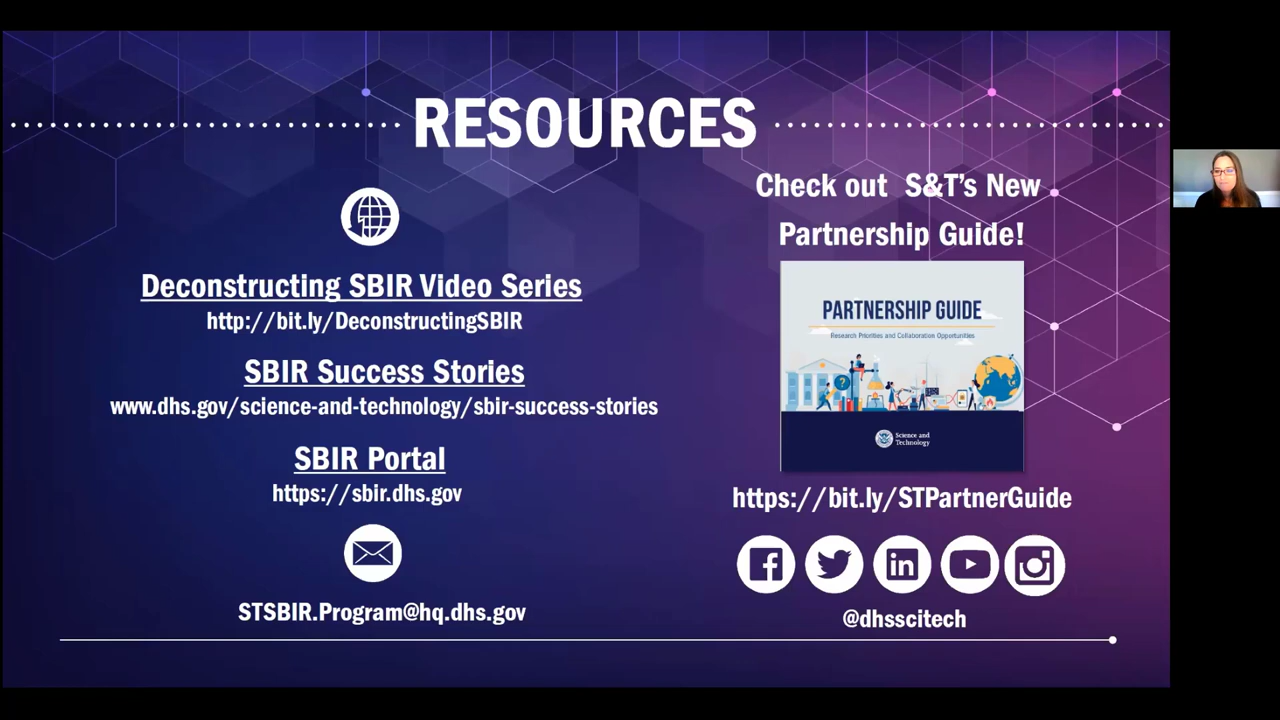 RESOURCES
Deconstructing SBIR Video Series
http://bit.ly/DeconstructingSBIR
SBIR Success Stories
www.dhs.gov/science-and-technology/sbir-success-stories
SBIR Portal
https://sbir.dhs.gov
STSBIR.Program@hq.dhs.gov
Check out S&T's New
Partnership Guide!
PARTNERSHIP GUIDE
Research Priorities and Collaboration Opportunities
?
Science and
Technology
https://bit.ly/STPartnerGuide
in
@dhsscitech